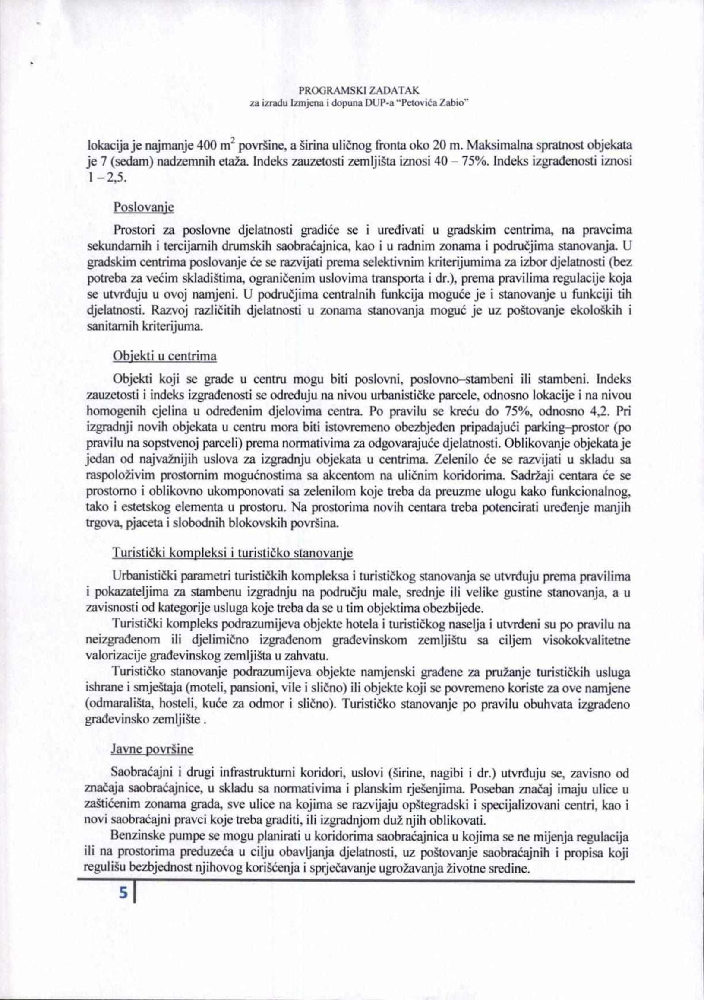 PROGRAMSKI ZADATAK
za izradu Izmjena i dopuna DUP-a “Petovića Zabio”
lokacija je najmanje 400 m² površine, a širina uličnog fronta oko 20 m. Maksimalna spratnost objekata
je 7 (sedam) nadzemnih etaža. Indeks zauzetosti zemljišta iznosi 40 – 75%. Indeks izgrađenosti iznosi
1 – 2,5.
Poslovanje
Prostori za poslovne djelatnosti gradiće se i uređivati u gradskim centrima, na pravcima
sekundarnih i tercijarnih drumskih saobraćajnica, kao i u radnim zonama i područjima stanovanja. U
gradskim centrima poslovanje će se razvijati prema selektivnim kriterijumima za izbor djelatnosti (bez
potreba za većim skladištima, ograničenim uslovima transporta i dr.), prema pravilima regulacije koja
se utvrđuju u ovoj namjeni. U područjima centralnih funkcija moguće je i stanovanje u funkciji tih
djelatnosti. Razvoj različitih djelatnosti u zonama stanovanja moguć je uz poštovanje ekoloških i
sanitarnih kriterijuma.
Objekti u centrima
Objekti koji se grade u centru mogu biti poslovni, poslovno–stambeni ili stambeni. Indeks
zauzetosti i indeks izgrađenosti se određuju na nivou urbanističke parcele, odnosno lokacije i na nivou
homogenih cjelina u određenim djelovima centra. Po pravilu se kreću do 75%, odnosno 4,2. Pri
izgradnji novih objekata u centru mora biti istovremeno obezbjeđen pripadajući parking–prostor (po
pravilu na sopstvenoj parceli) prema normativima za odgovarajuće djelatnosti. Oblikovanje objekata je
jedan od najvažnijih uslova za izgradnju objekata u centrima. Zelenilo će se razvijati u skladu sa
raspoloživim prostornim mogućnostima sa akcentom na uličnim koridorima. Sadržaji centara će se
prostorno i oblikovno ukomponovati sa zelenilom koje treba da preuzme ulogu kako funkcionalnog,
tako i estetskog elementa u prostoru. Na prostorima novih centara treba potencirati uređenje manjih
trgova, pjaceta i slobodnih blokovskih površina.
Turistički kompleksi i turističko stanovanje
Urbanistički parametri turističkih kompleksa i turističkog stanovanja se utvrđuju prema pravilima
i pokazateljima za stambenu izgradnju na području male, srednje ili velike gustine stanovanja, a u
zavisnosti od kategorije usluga koje treba da se u tim objektima obezbijede.
Turistički kompleks podrazumijeva objekte hotela i turističkog naselja i utvrđeni su po pravilu na
neizgrađenom ili djelimično izgrađenom građevinskom zemljištu sa ciljem visokokvalitetne
valorizacije građevinskog zemljišta u zahvatu.
Turističko stanovanje podrazumijeva objekte namjenski građene za pružanje turističkih usluga
ishrane i smještaja (moteli, pansioni, vile i slično) ili objekte koji se povremeno koriste za ove namjene
(odmarališta, hosteli, kuće za odmor i slično). Turističko stanovanje po pravilu obuhvata izgrađeno
građevinsko zemljište .
Javne površine
Saobraćajni i drugi infrastrukturni koridori, uslovi (širine, nagibi i dr.) utvrđuju se, zavisno od
značaja saobraćajnice, u skladu sa normativima i planskim rješenjima. Poseban značaj imaju ulice u
zaštićenim zonama grada, sve ulice na kojima se razvijaju opštegradski i specijalizovani centri, kao i
novi saobraćajni pravci koje treba graditi, ili izgradnjom duž njih oblikovati.
Benzinske pumpe se mogu planirati u koridorima saobraćajnica u kojima se ne mijenja regulacija
ili na prostorima preduzeća u cilju obavljanja djelatnosti, uz poštovanje saobraćajnih i propisa koji
regulišu bezbjednost njihovog korišćenja i sprječavanje ugrožavanja životne sredine.
5